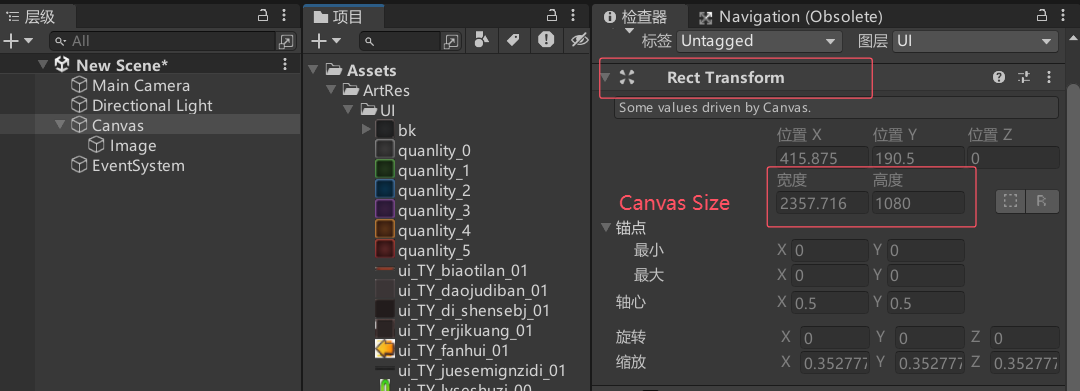 层级
All
New Scene*
Main Camera
Directional Light
Canvas
Image
EventSystem
项目
Assets
ArtRes
UI
bk
quanlity_0
quanlity_1
quanlity_2
quanlity_3
quanlity_4
quanlity_5
ui_TY_biaotilan_01
ui_TY_daojudiban_01
ui_TY_di_shensebj_01
ui_TY_erjikuang_01
ui_TY_fanhui_01
ui_TY_juesemignzidi_01
ui_TY_lvseshuzi_00
检查器 Navigation (Obsolete)
标签 Untagged 图层 UI
Rect Transform
Some values driven by Canvas.
位置 X 位置 Y 位置 Z
415.875 190.5 0
宽度 高度
Canvas Size 2357.716 1080 R
锚点
最小 X 0 Y 0
最大 X 0 Y 0
轴心 X 0.5 Y 0.5
旋转 X 0 Y 0 Z 0
缩放 X 0.352777 Y 0.352777 Z 0.352777